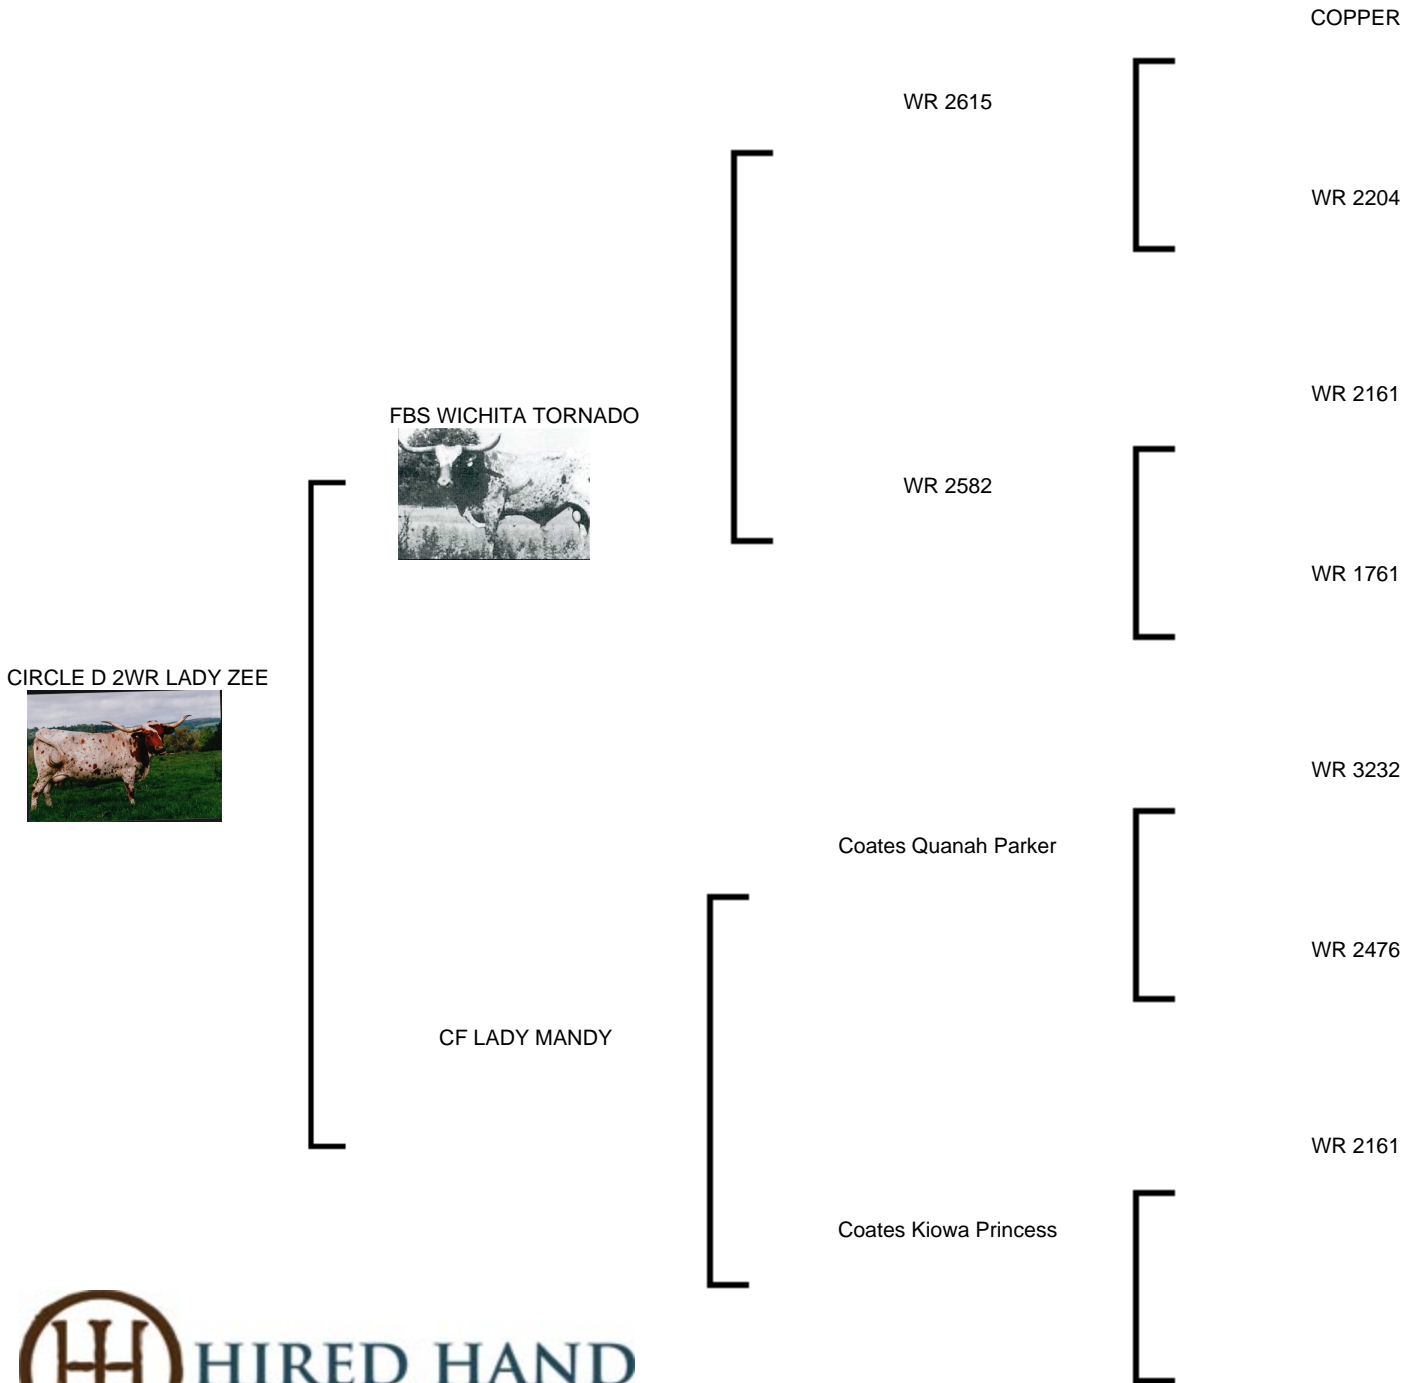 COPPER
WR 2615
WR 2204
WR 2161
FBS WICHITA TORNADO
WR 2582
WR 1761
CIRCLE D 2WR LADY ZEE
WR 3232
Coates Quanah Parker
WR 2476
CF LADY MANDY
WR 2161
Coates Kiowa Princess
HIRED HAND